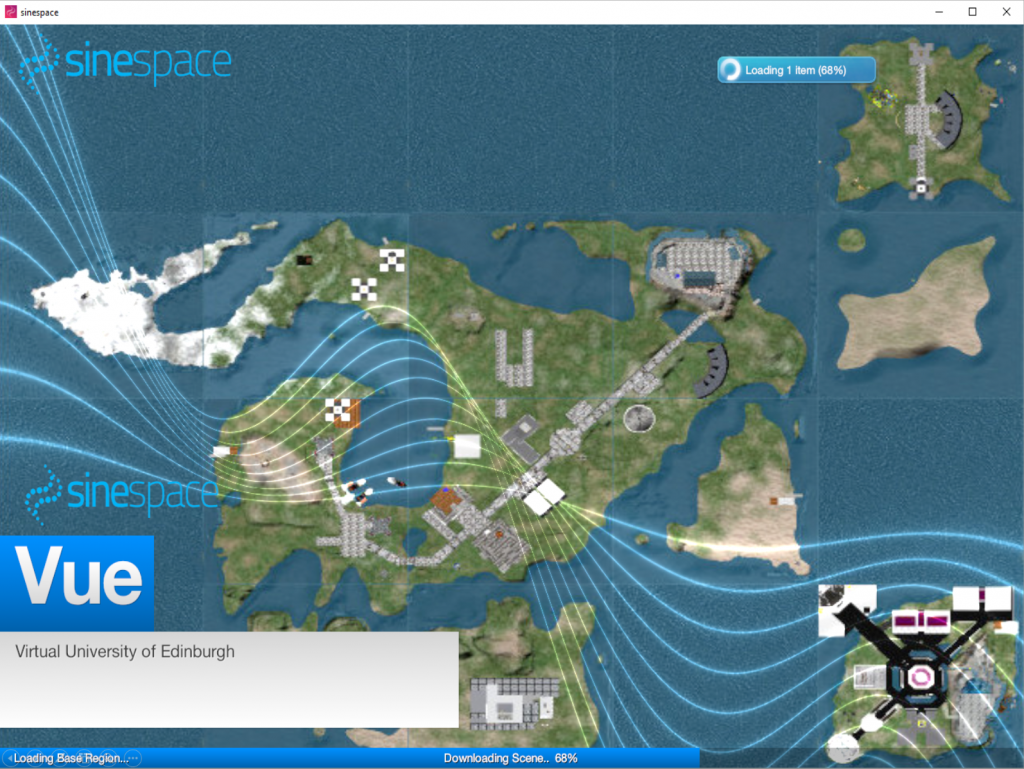 sinespace
sinespace
Loading 1 item (68%)
sinespace
Vue
Virtual University of Edinburgh
Loading Base Region...
Downloading Scene.. 68%